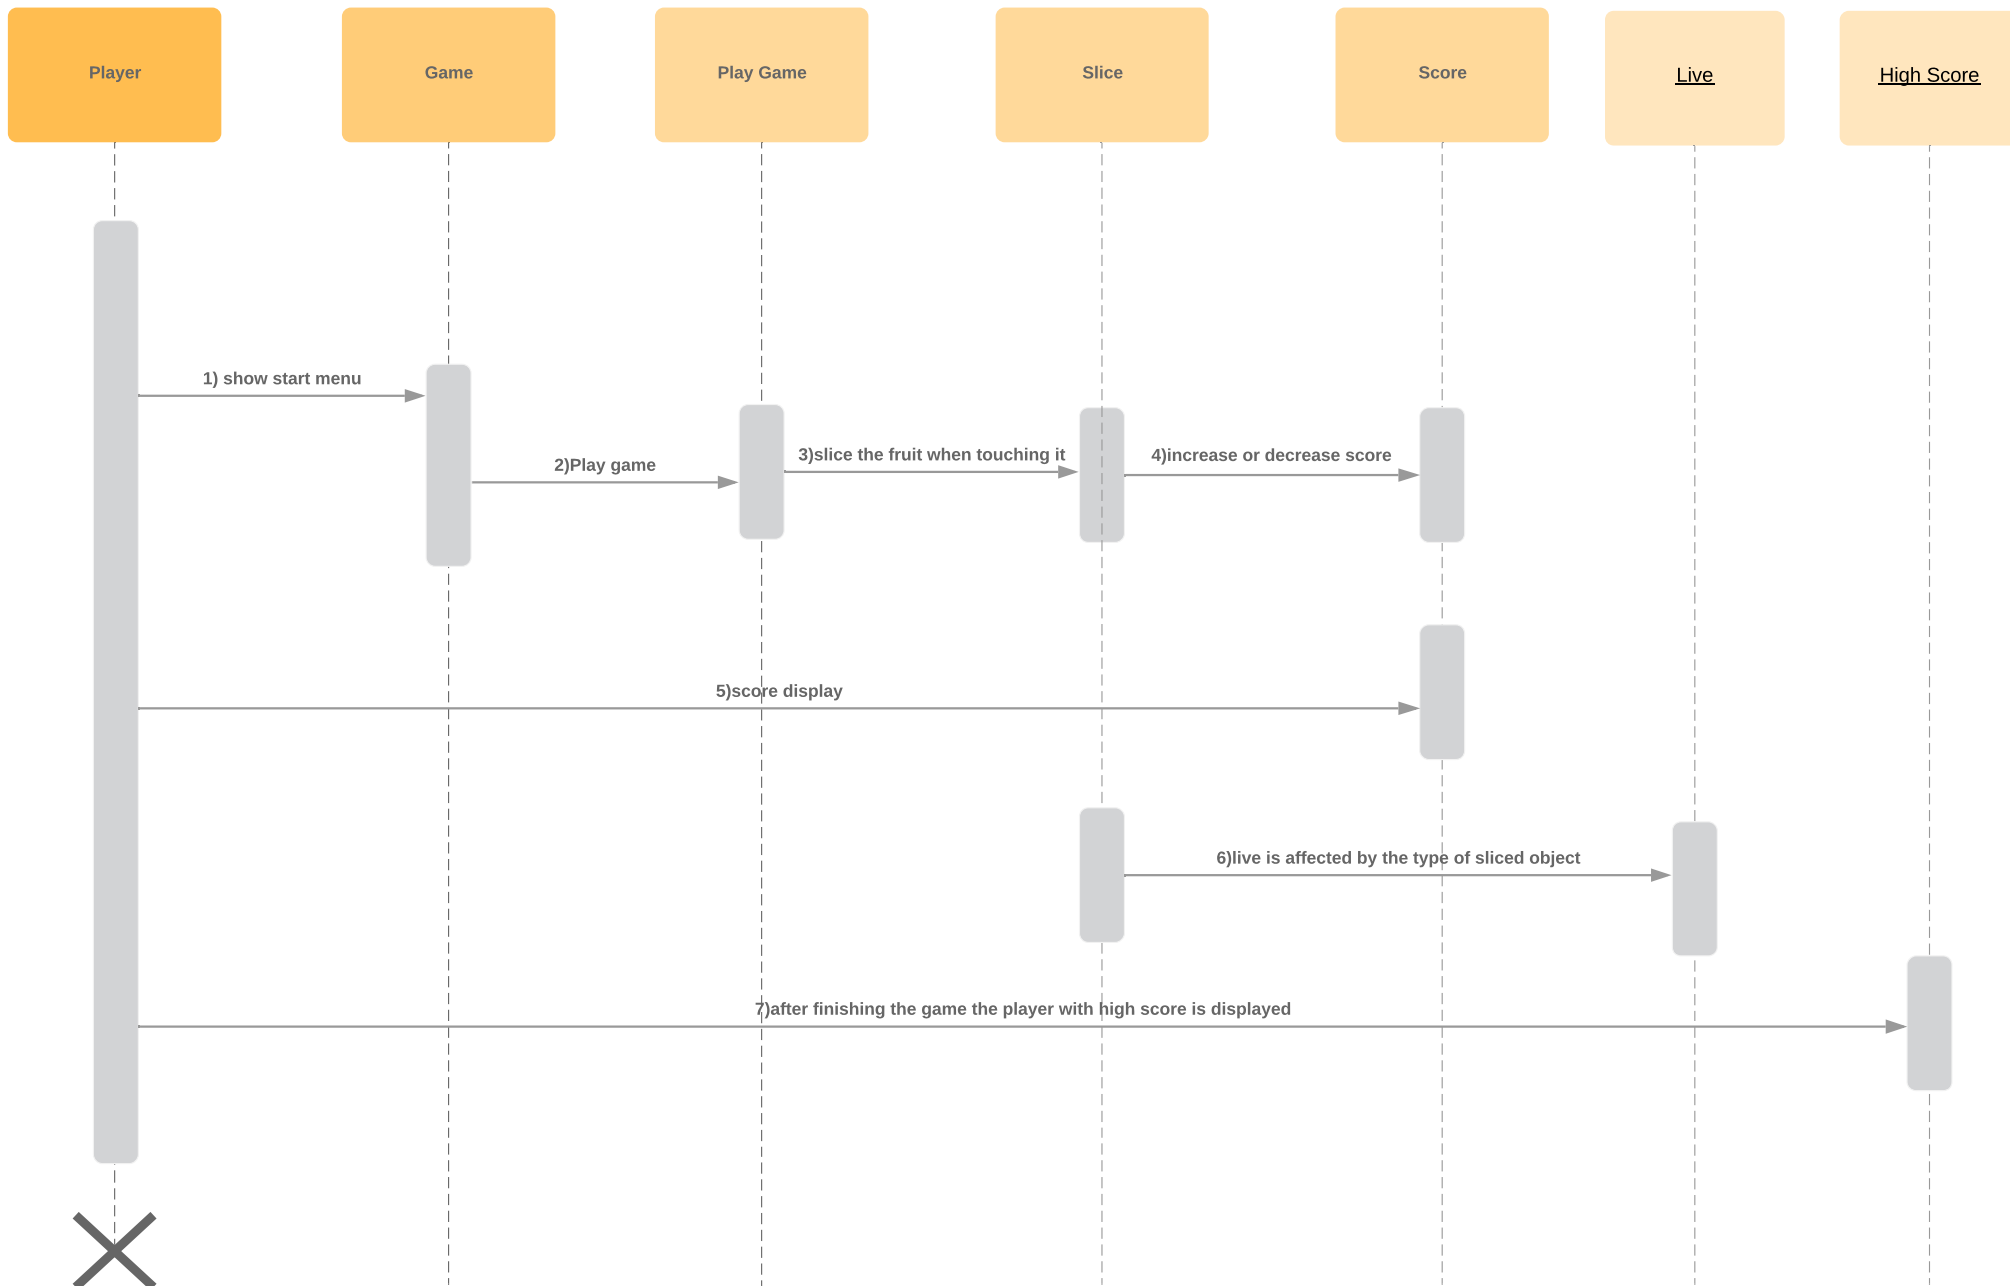 Player
Game
Play Game
Slice
Score
Live
High Score
1) show start menu
2)Play game
3)slice the fruit when touching it
4)increase or decrease score
5)score display
6)live is affected by the type of sliced object
7)after finishing the game the player with high score is displayed